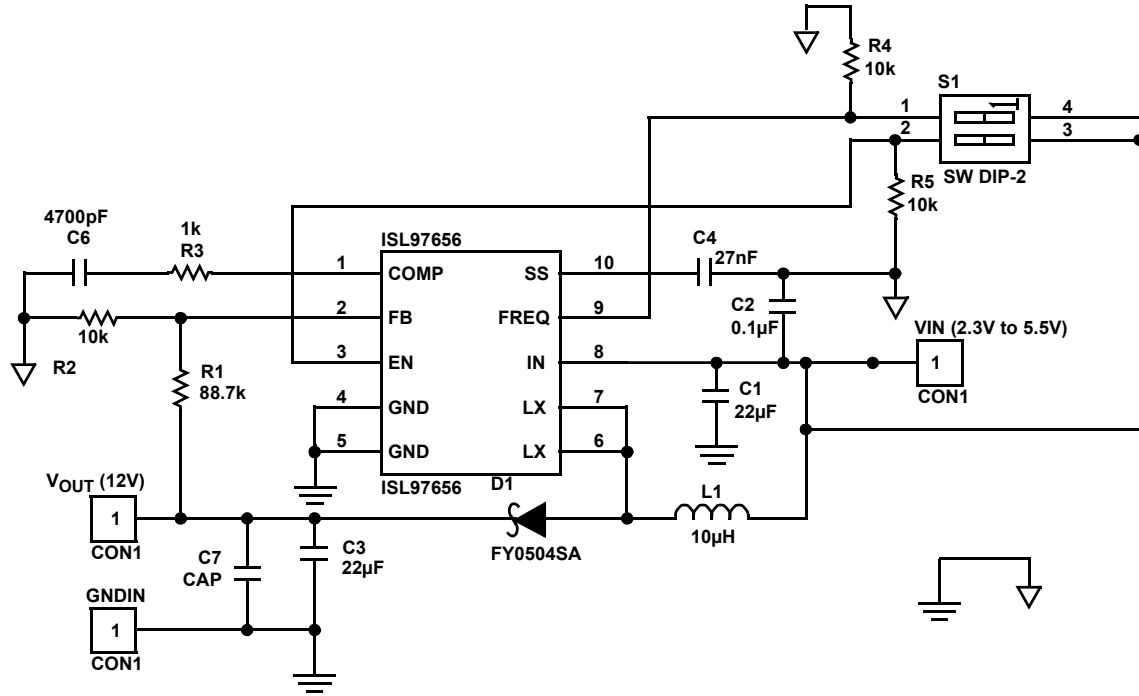 R4
10k
S1
1
4
2
3
SW DIP-2
R5
10k
4700pF
C6
1k
R3
ISL97656
C4
27nF
1
COMP
SS
10
C2
0.1µF
2
FB
FREQ
9
10k
VIN (2.3V to 5.5V)
R2
3
EN
IN
8
1
R1
88.7k
CON1
C1
22µF
4
GND
LX
7
5
GND
LX
6
ISL97656
D1
VOUT (12V)
L1
1
10µH
CON1
FY0504SA
C7
CAP
C3
22µF
GNDIN
1
CON1